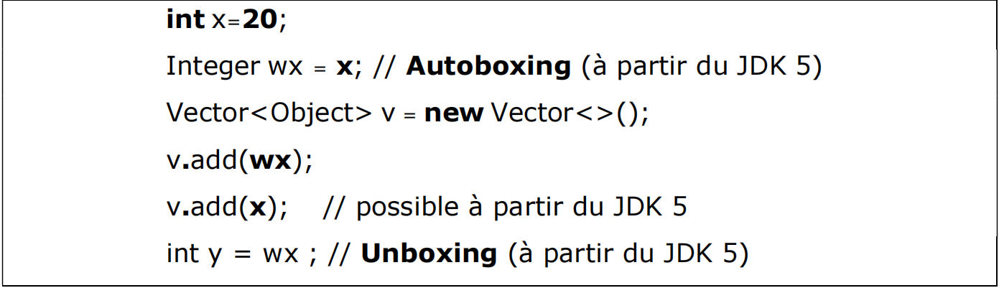 int x=20;
Integer wx = x; // Autoboxing (à partir du JDK 5)
Vector<Object> v = new Vector<>();
v.add(wx);
v.add(x); // possible à partir du JDK 5
int y = wx ; // Unboxing (à partir du JDK 5)